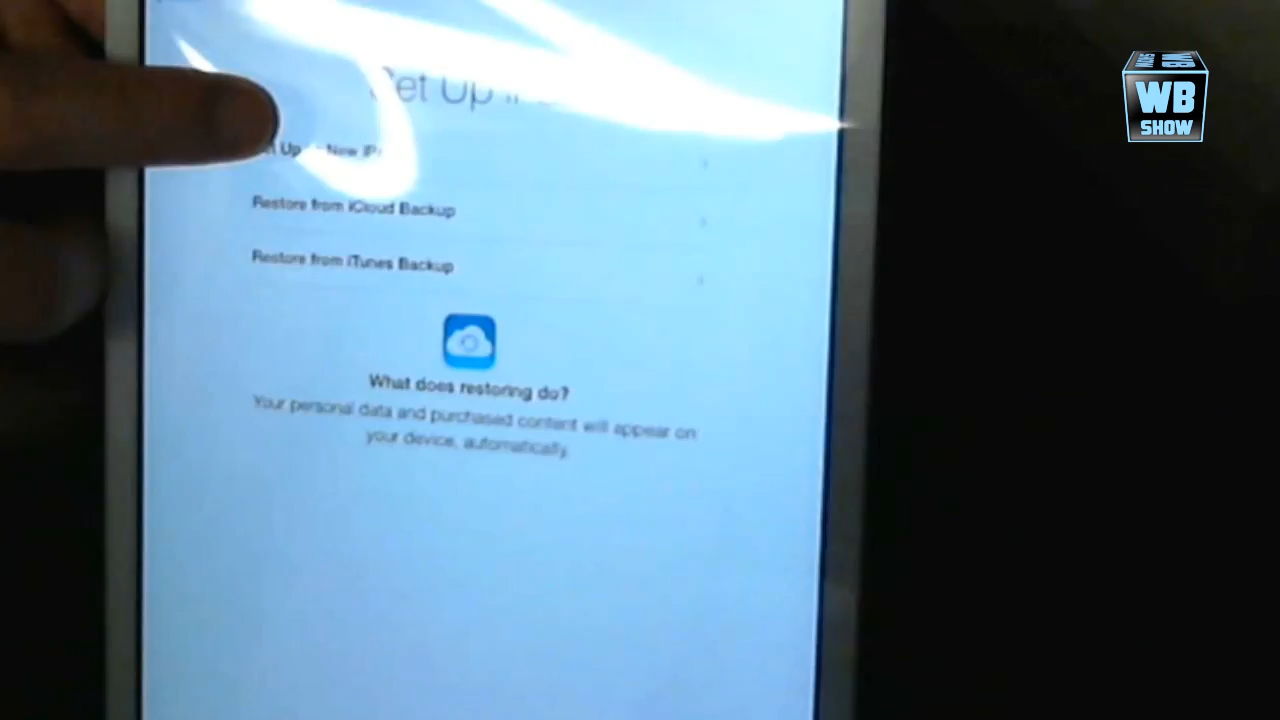 Set Up
Up New
Restore from iCloud Backup
Restore from iTunes Backup
What does restoring do?
Your personal data and purchased content will appear on
your device, automatically.
WB
WB
SHOW